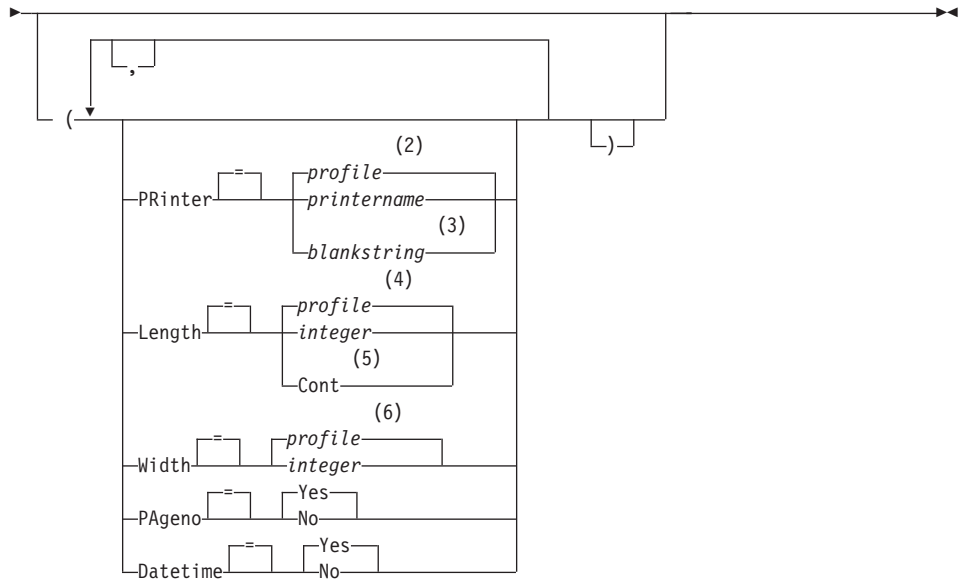 ,
( )
(2)
= profile
PRinter printername
(3)
blankstring
(4)
= profile
Length integer
(5)
Cont
(6)
= profile
Width integer
= Yes
PAgeno No
= Yes
Datetime No